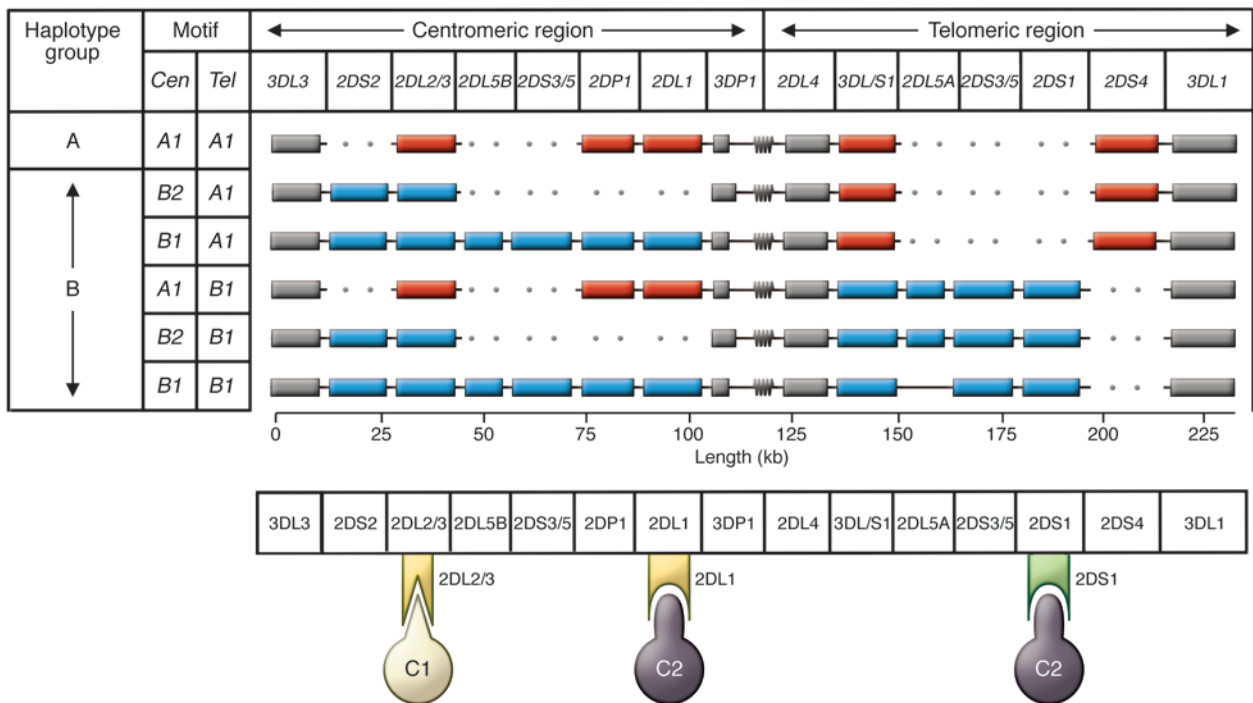 Haplotype group Motif Centromeric region Telomeric region
Cen Tel 3DL3 2DS2 2DL2/3 2DL5B 2DS3/5 2DP1 2DL1 3DP1 2DL4 3DL/S1 2DL5A 2DS3/5 2DS1 2DS4 3DL1
A A1 A1
B2 A1
B1 A1
B A1 B1
B2 B1
B1 B1
0 25 50 75 100 125 150 175 200 225
Length (kb)
3DL3 2DS2 2DL2/3 2DL5B 2DS3/5 2DP1 2DL1 3DP1 2DL4 3DL/S1 2DL5A 2DS3/5 2DS1 2DS4 3DL1
2DL2/3 2DL1 2DS1
C1 C2 C2